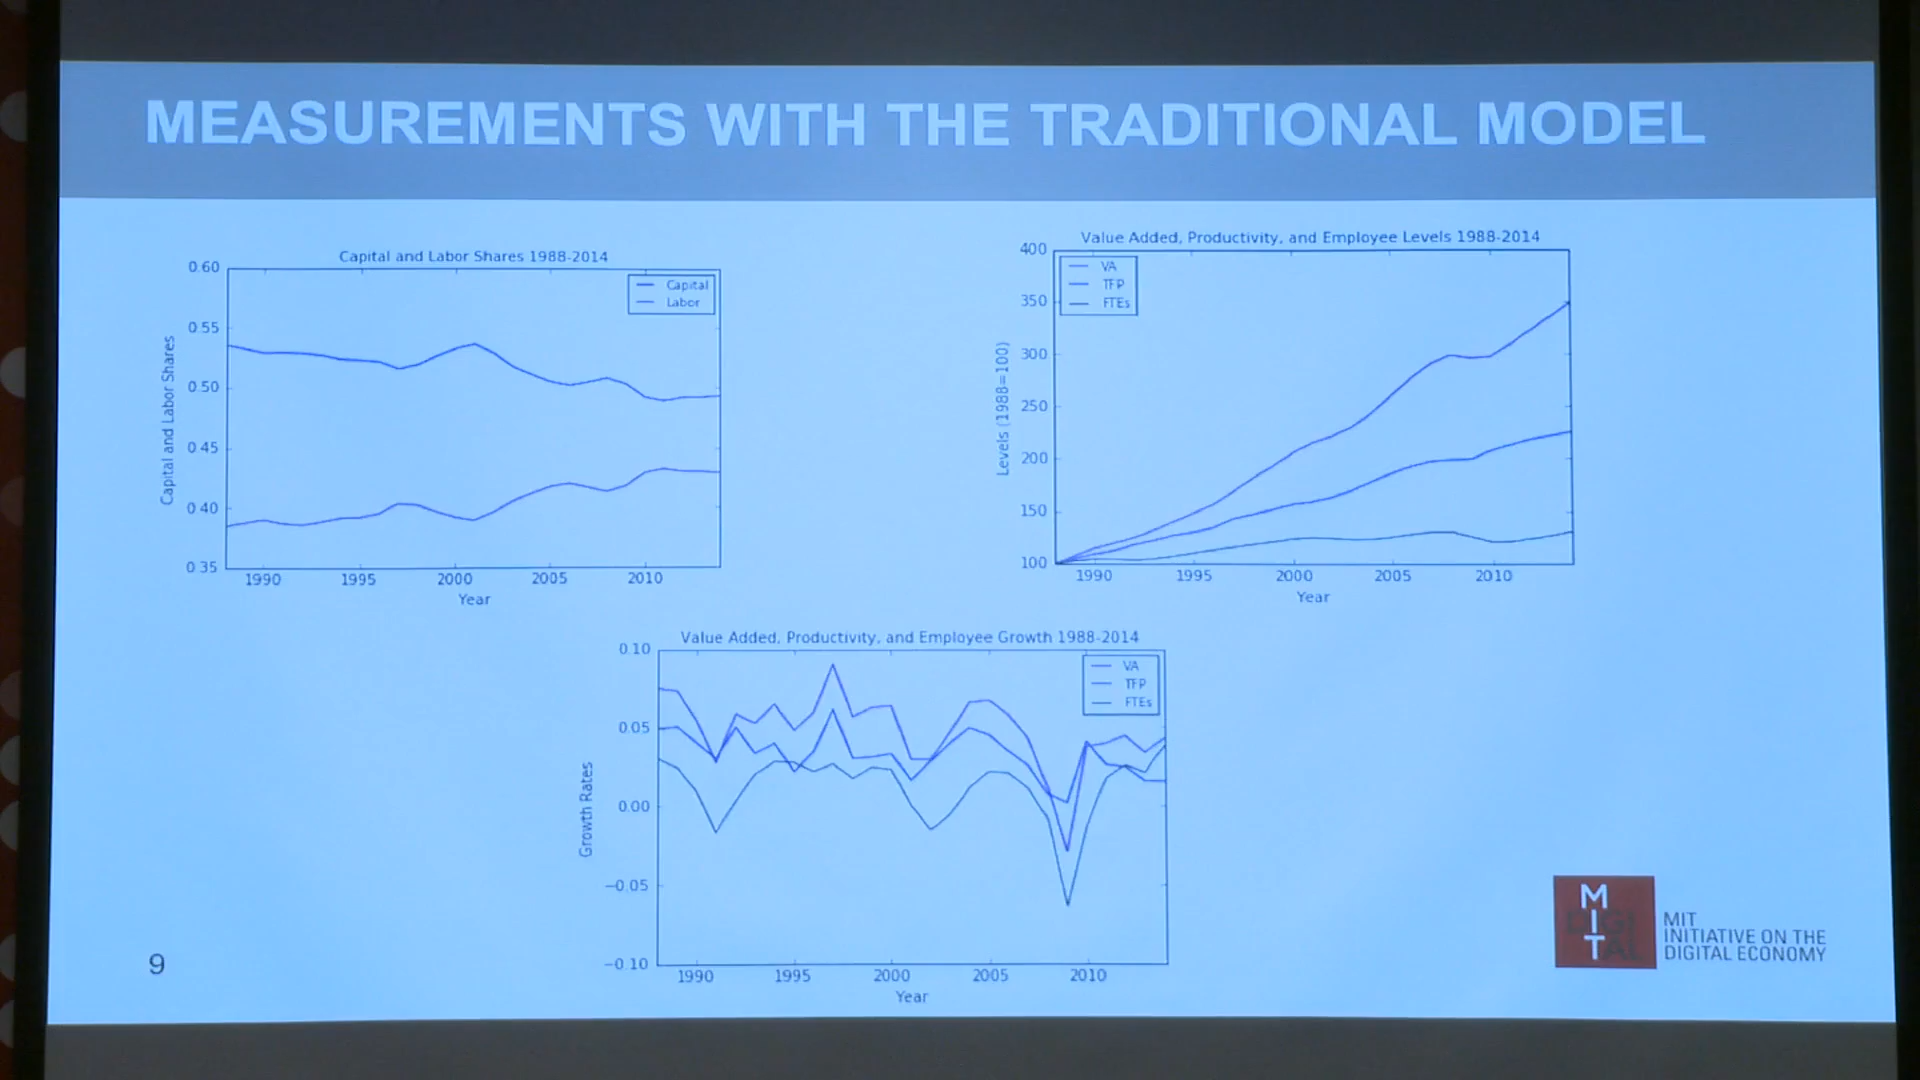 MEASUREMENTS WITH THE TRADITIONAL MODEL
Capital and Labor Shares 1988-2014
0.60
0.55
0.50
0.45
0.40
0.35
Capital and Labor Shares
Capital
Labor
1990 1995 2000 2005 2010
Year
Value Added, Productivity, and Employee Levels 1988-2014
400
350
300
250
200
150
100
Levels (1988=100)
VA
TFP
FTEs
1990 1995 2000 2005 2010
Year
Value Added, Productivity, and Employee Growth 1988-2014
0.10
0.05
0.00
−0.05
−0.10
Growth Rates
VA
TFP
FTEs
1990 1995 2000 2005 2010
Year
9
MIT
DIGITAL
MIT
INITIATIVE ON THE
DIGITAL ECONOMY